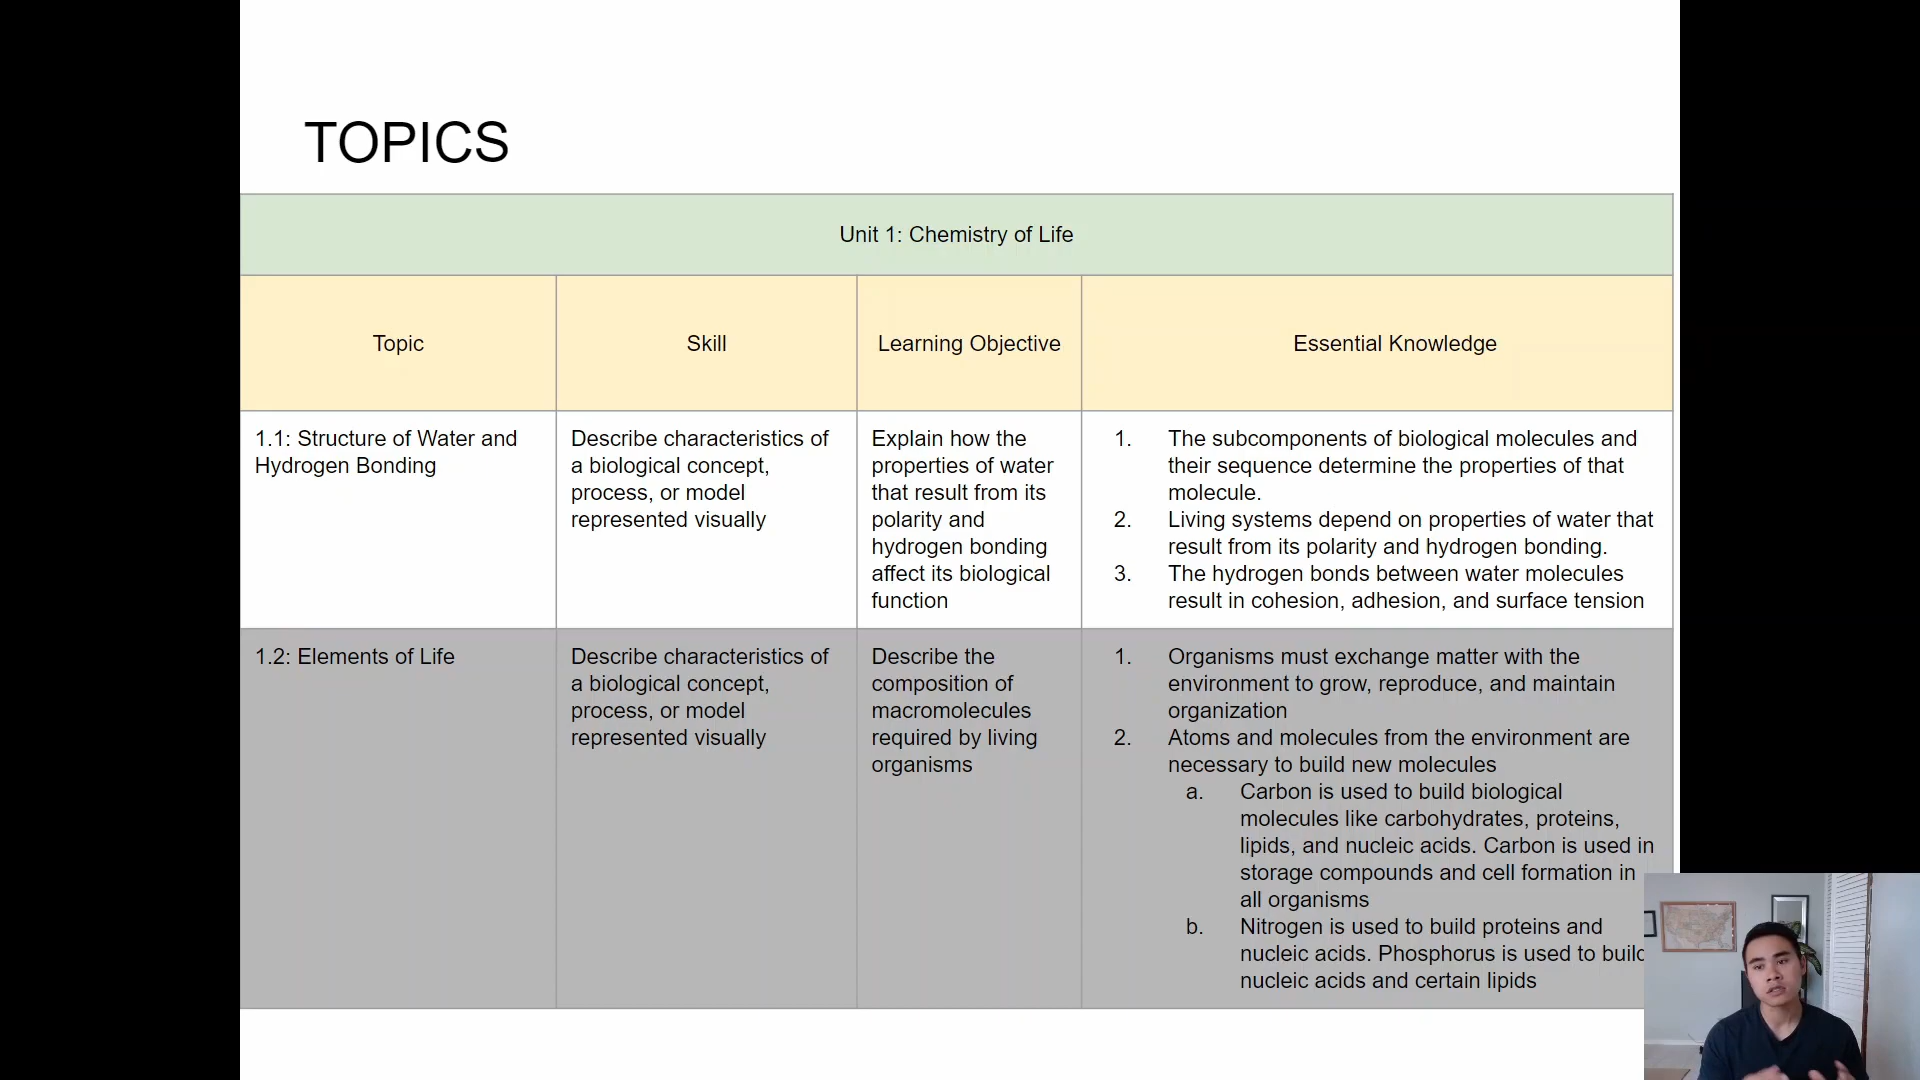 TOPICS
Unit 1: Chemistry of Life
Topic
Skill
Learning Objective
Essential Knowledge
1.1: Structure of Water and
Hydrogen Bonding
Describe characteristics of
a biological concept,
process, or model
represented visually
Explain how the
properties of water
that result from its
polarity and
hydrogen bonding
affect its biological
function
1. The subcomponents of biological molecules and
their sequence determine the properties of that
molecule.
2. Living systems depend on properties of water that
result from its polarity and hydrogen bonding.
3. The hydrogen bonds between water molecules
result in cohesion, adhesion, and surface tension
1.2: Elements of Life
Describe characteristics of
a biological concept,
process, or model
represented visually
Describe the
composition of
macromolecules
required by living
organisms
1. Organisms must exchange matter with the
environment to grow, reproduce, and maintain
organization
2. Atoms and molecules from the environment are
necessary to build new molecules
a. Carbon is used to build biological
molecules like carbohydrates, proteins,
lipids, and nucleic acids. Carbon is used in
storage compounds and cell formation in
all organisms
b. Nitrogen is used to build proteins and
nucleic acids. Phosphorus is used to build
nucleic acids and certain lipids